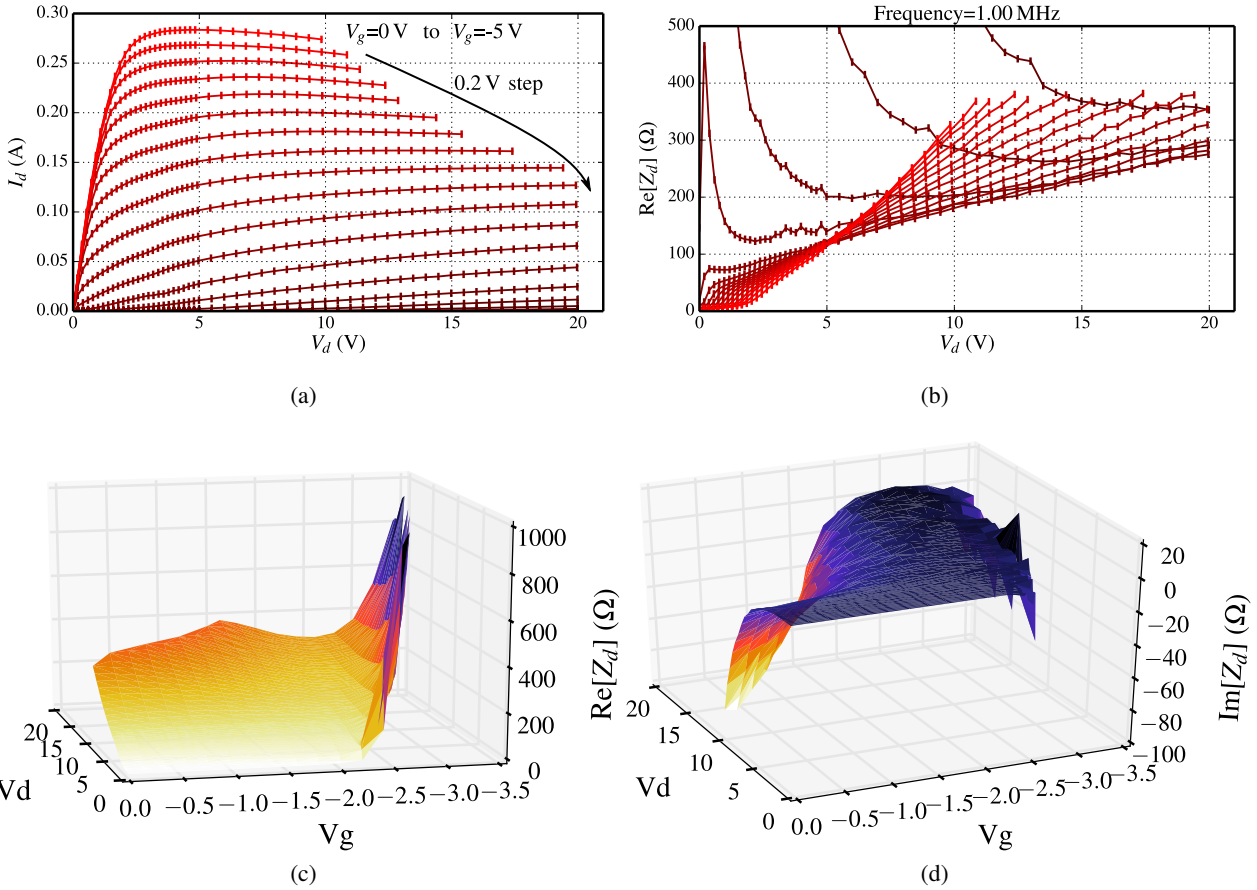 0.30
0.25
0.20
0.15
0.10
0.05
0.00
I_d (A)
V_g=0 V to V_g=-5 V
0.2 V step
0 5 10 15 20
V_d (V)
(a)
Frequency=1.00 MHz
500
400
300
200
100
0
Re[Z_d] (Ω)
0 5 10 15 20
V_d (V)
(b)
1000
800
600
400
200
0
Re[Z_d] (Ω)
20
15
10
5
0
Vd
0.0 −0.5 −1.0 −1.5 −2.0 −2.5 −3.0 −3.5
Vg
(c)
20
0
−20
−40
−60
−80
−100
Im[Z_d] (Ω)
20
15
10
5
0
Vd
0.0 −0.5 −1.0 −1.5 −2.0 −2.5 −3.0 −3.5
Vg
(d)